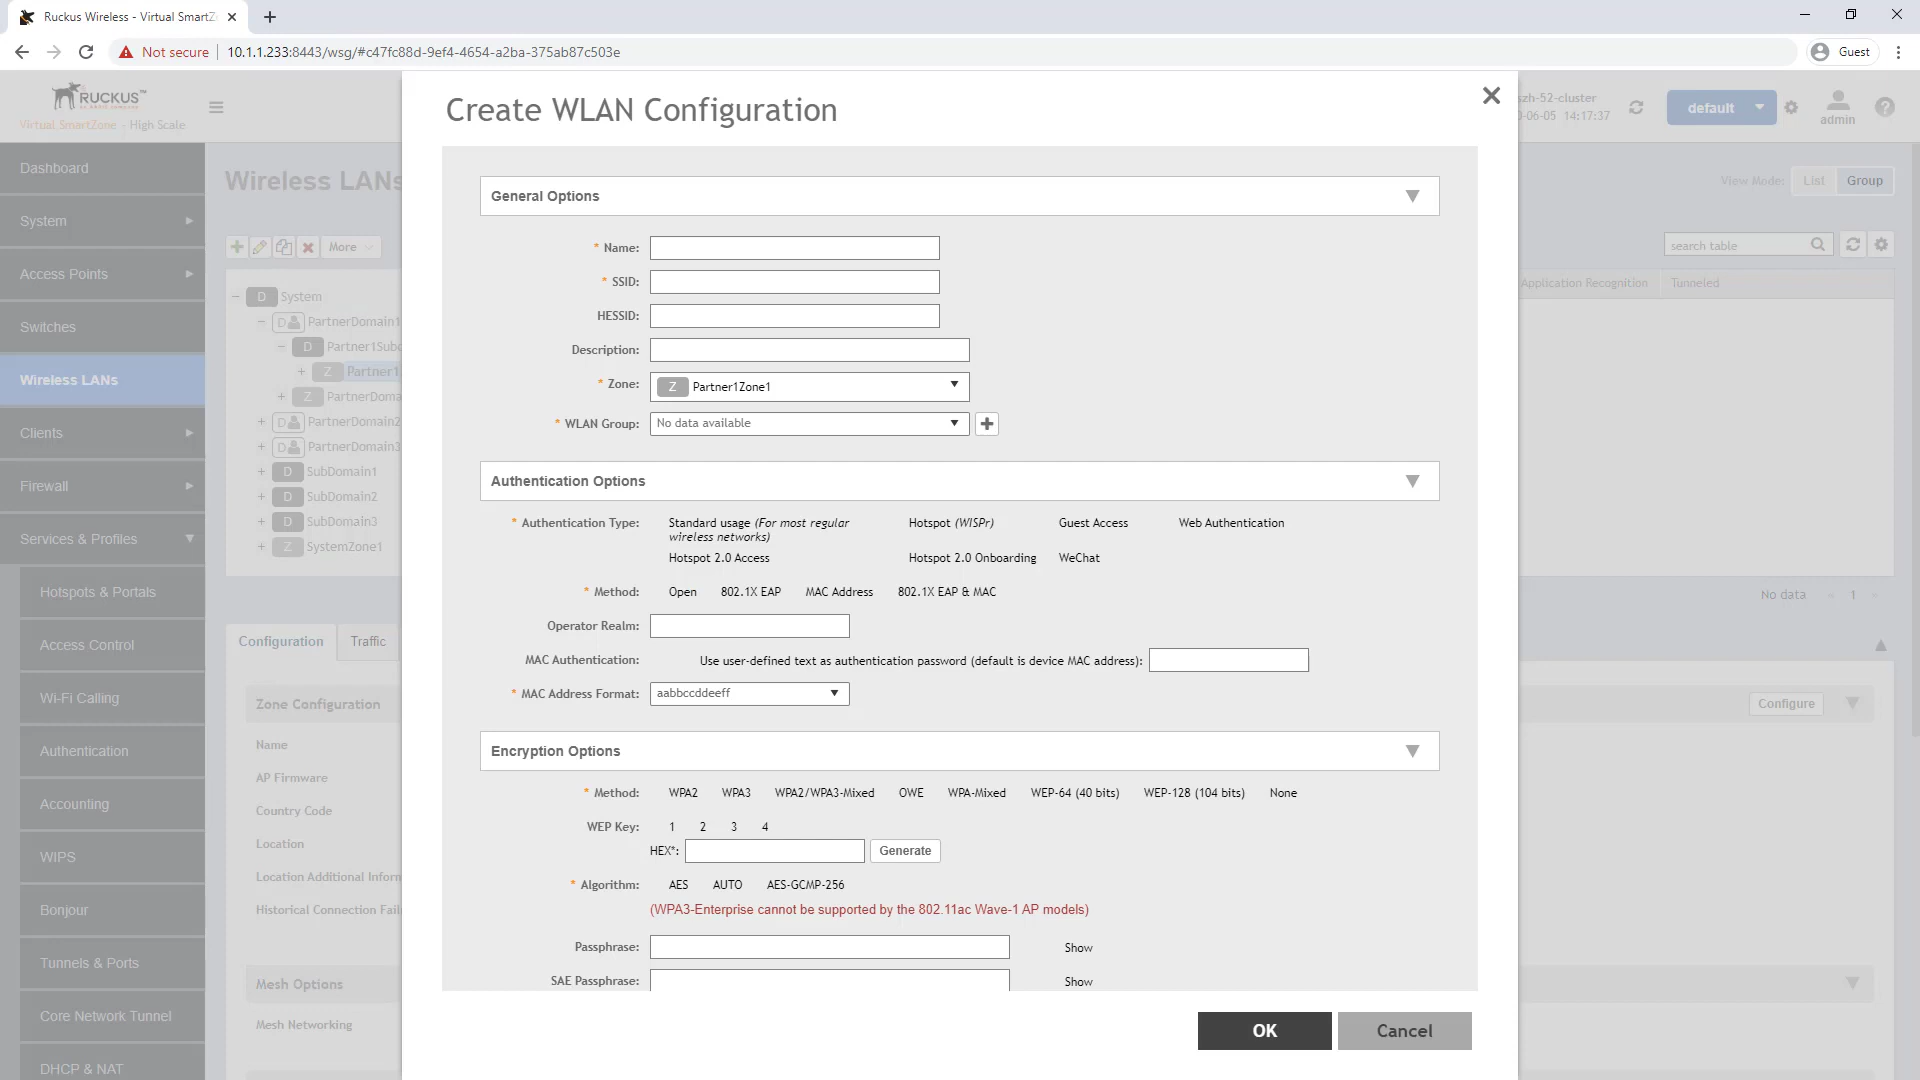 Ruckus Wireless - Virtual SmartZ
Not secure
10.1.1.233:8443/wsg/#c47fc88d-9ef4-4654-a2ba-375ab87c503e
Guest
RUCKUS™
Virtual SmartZone - High Scale
szh-52-cluster
0-06-05 14:17:37
default
admin
Dashboard
System
Access Points
Switches
Wireless LANs
Clients
Firewall
Services & Profiles
Hotspots & Portals
Access Control
Wi-Fi Calling
Authentication
Accounting
WIPS
Bonjour
Tunnels & Ports
Core Network Tunnel
DHCP & NAT
Wireless LANs
More
D System
D PartnerDomain1
D Partner1Subd
Z Partner1
Z PartnerDoma
D PartnerDomain2
D PartnerDomain3
D SubDomain1
D SubDomain2
D SubDomain3
Z SystemZone1
Configuration
Traffic
Zone Configuration
Name
AP Firmware
Country Code
Location
Location Additional Inform
Historical Connection Fail
Mesh Options
Mesh Networking
Create WLAN Configuration
General Options
* Name:
* SSID:
HESSID:
Description:
* Zone: Z Partner1Zone1
* WLAN Group: No data available
Authentication Options
* Authentication Type: Standard usage (For most regular wireless networks) Hotspot (WISPr) Guest Access Web Authentication
Hotspot 2.0 Access Hotspot 2.0 Onboarding WeChat
* Method: Open 802.1X EAP MAC Address 802.1X EAP & MAC
Operator Realm:
MAC Authentication: Use user-defined text as authentication password (default is device MAC address):
* MAC Address Format: aabbccddeeff
Encryption Options
* Method: WPA2 WPA3 WPA2/WPA3-Mixed OWE WPA-Mixed WEP-64 (40 bits) WEP-128 (104 bits) None
WEP Key: 1 2 3 4
HEX*: Generate
* Algorithm: AES AUTO AES-GCMP-256
(WPA3-Enterprise cannot be supported by the 802.11ac Wave-1 AP models)
Passphrase: Show
SAE Passphrase: Show
OK
Cancel
View Mode: List Group
search table
Application Recognition Tunneled
No data 1
Configure